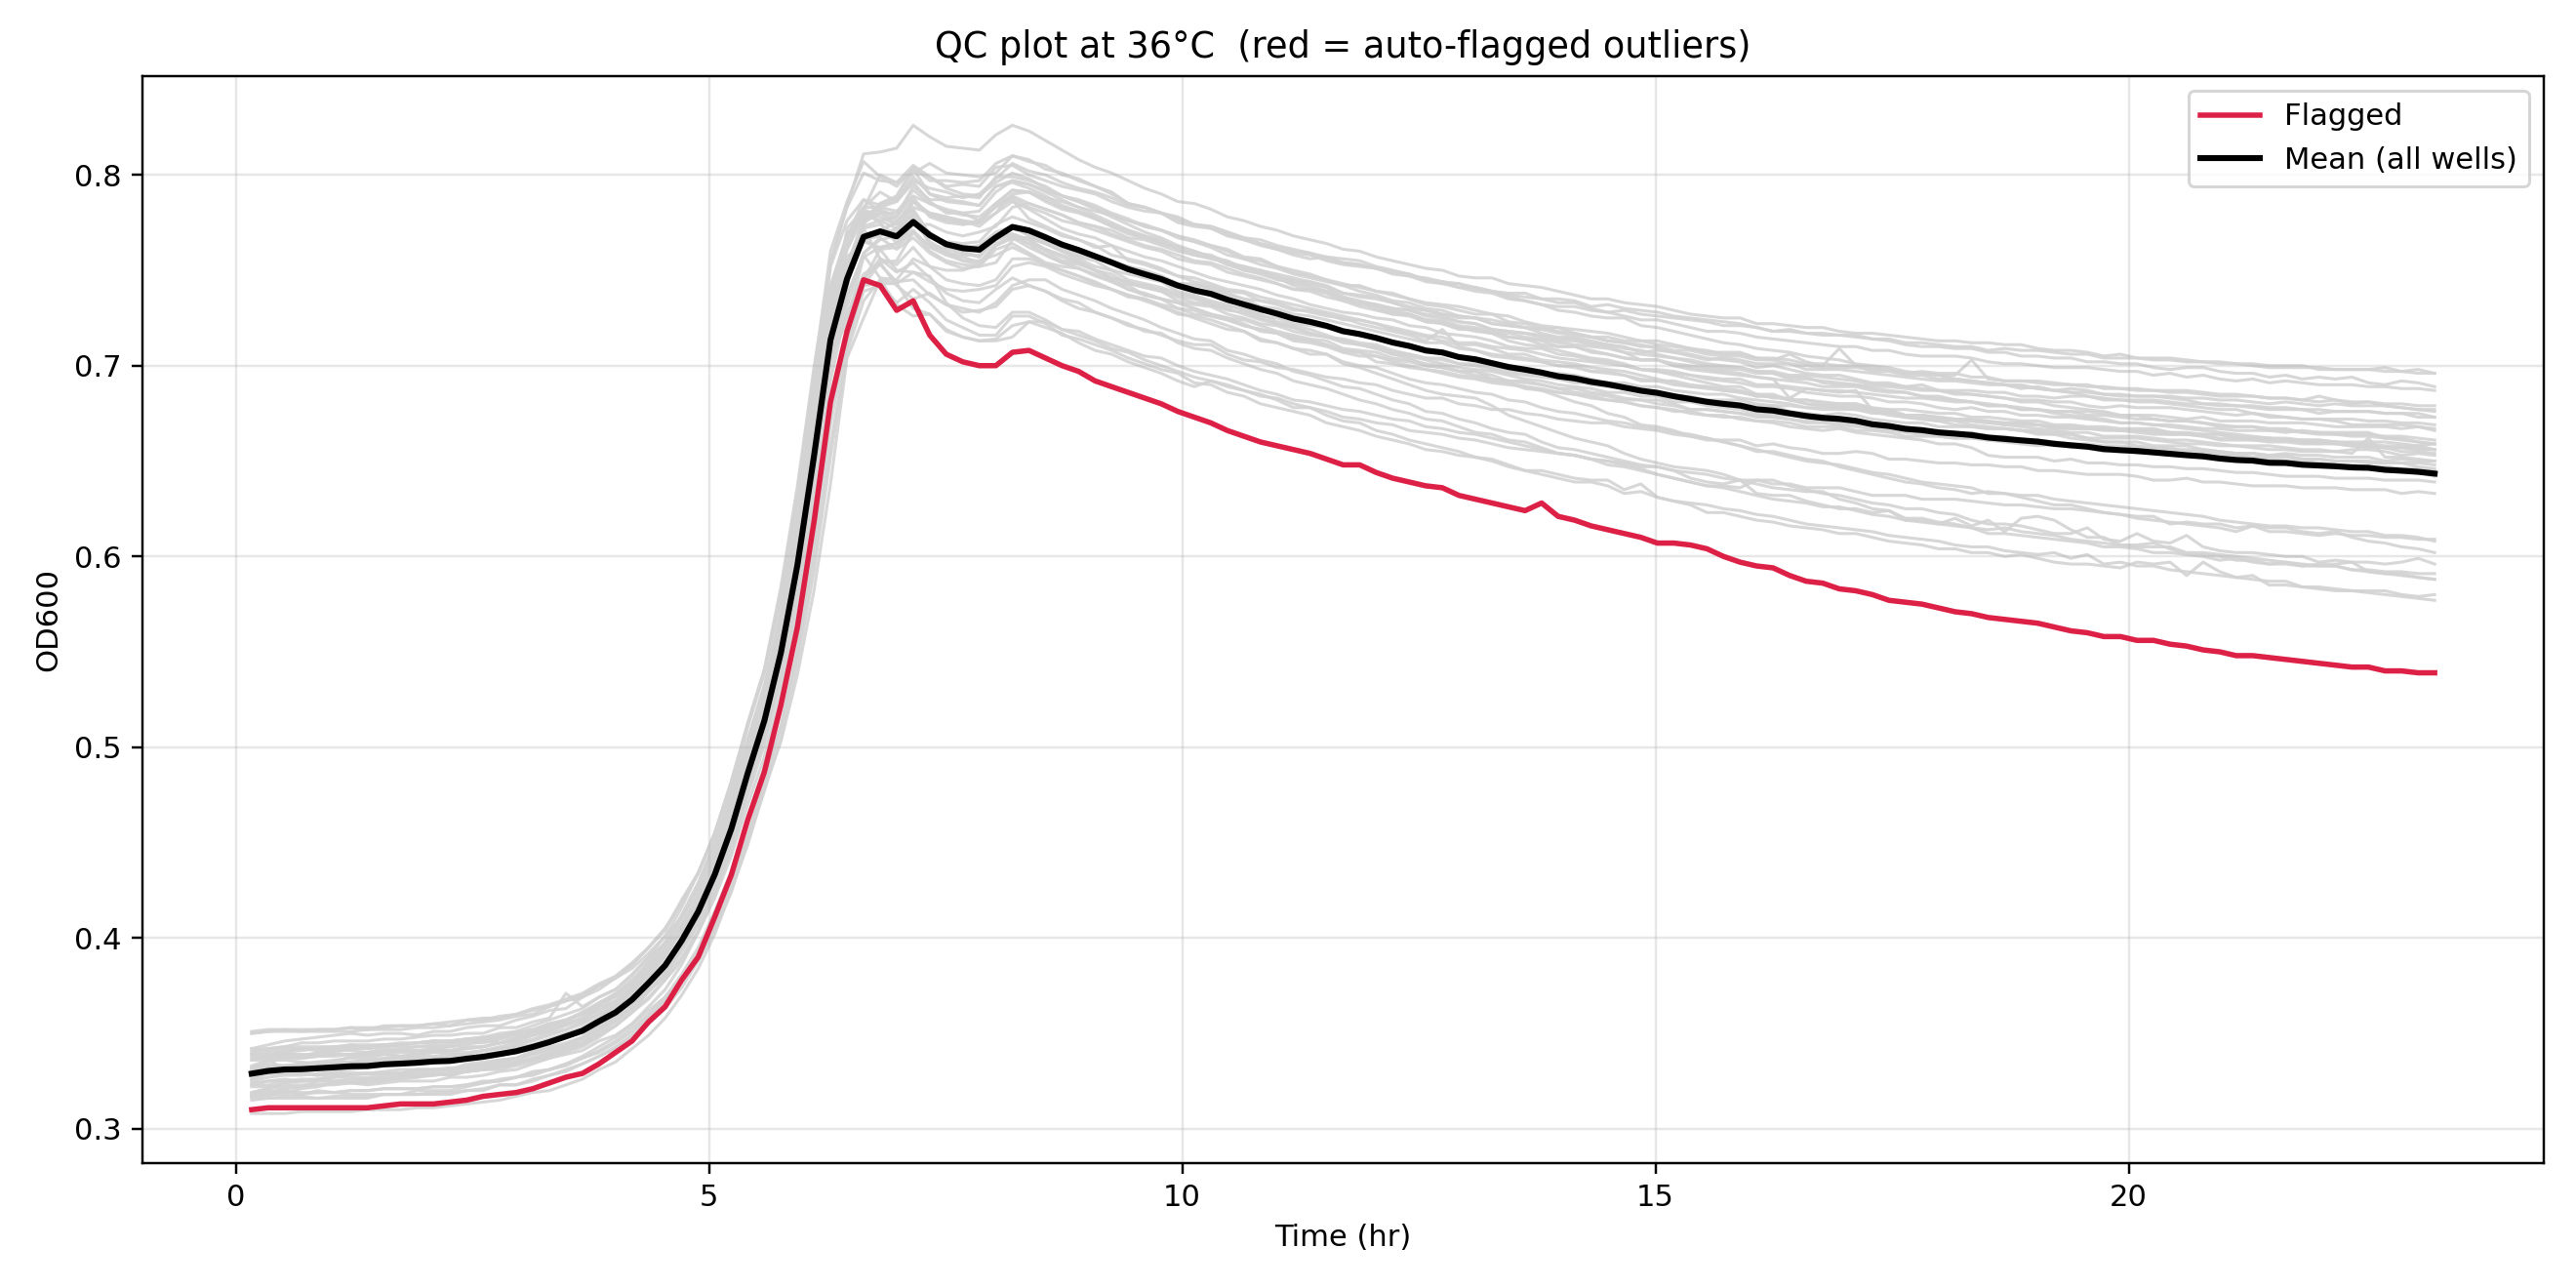 QC plot at 36°C  (red = auto-flagged outliers)
Flagged
Mean (all wells)
0.8
0.7
0.6
0.5
0.4
0.3
OD600
0 5 10 15 20
Time (hr)